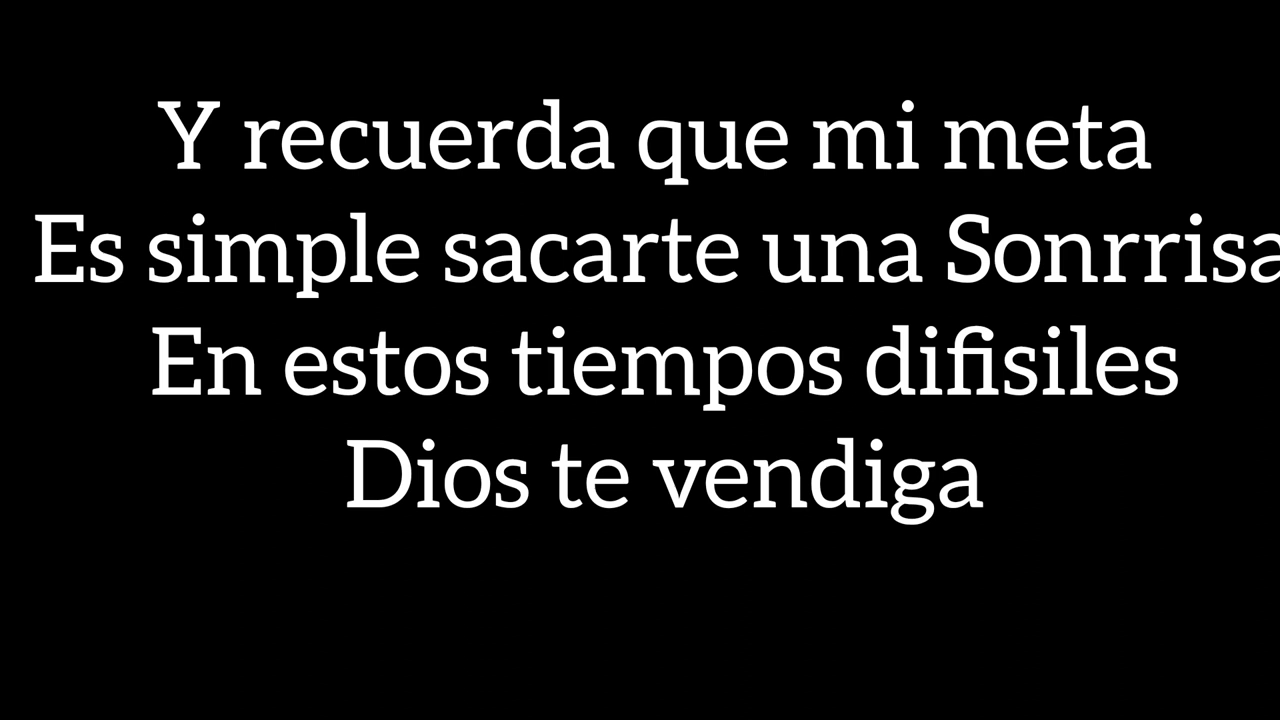 Y recuerda que mi meta
Es simple sacarte una Sonrrisa
En estos tiempos difisiles
Dios te vendiga